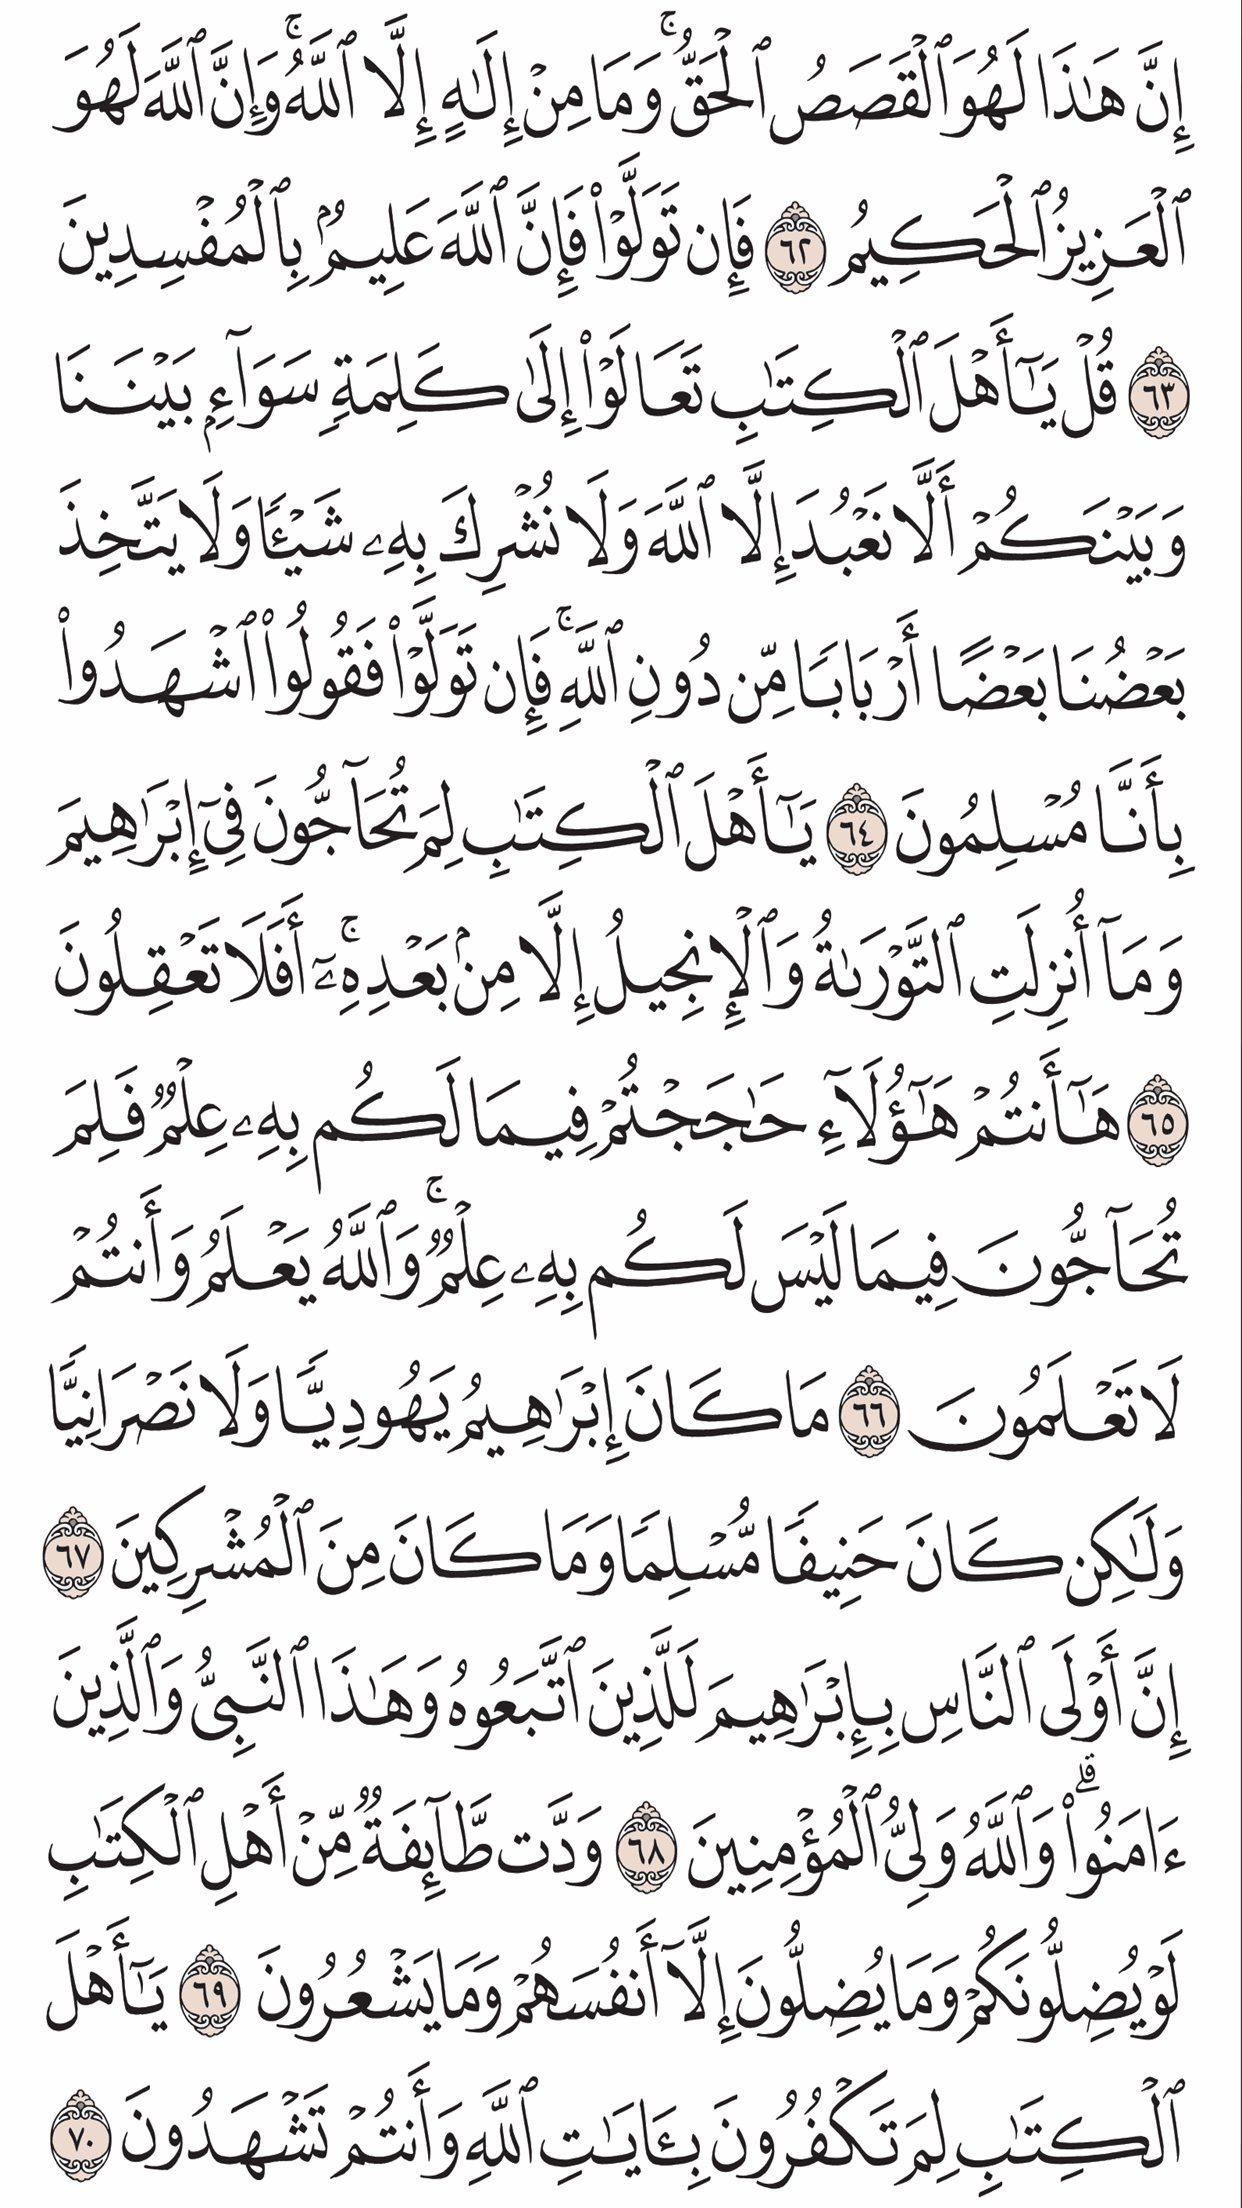 إِنَّ هَٰذَا لَهُوَ ٱلْقَصَصُ ٱلْحَقُّ ۚ وَمَا مِنْ إِلَٰهٍ إِلَّا ٱللَّهُ ۚ وَإِنَّ ٱللَّهَ لَهُوَ
ٱلْعَزِيزُ ٱلْحَكِيمُ ٦٢ فَإِن تَوَلَّوْا۟ فَإِنَّ ٱللَّهَ عَلِيمٌۢ بِٱلْمُفْسِدِينَ
٦٣ قُلْ يَٰٓأَهْلَ ٱلْكِتَٰبِ تَعَالَوْا۟ إِلَىٰ كَلِمَةٍ سَوَآءٍۭ بَيْنَنَا
وَبَيْنَكُمْ أَلَّا نَعْبُدَ إِلَّا ٱللَّهَ وَلَا نُشْرِكَ بِهِۦ شَيْـًٔا وَلَا يَتَّخِذَ
بَعْضُنَا بَعْضًا أَرْبَابًا مِّن دُونِ ٱللَّهِ ۚ فَإِن تَوَلَّوْا۟ فَقُولُوا۟ ٱشْهَدُوا۟
بِأَنَّا مُسْلِمُونَ ٦٤ يَٰٓأَهْلَ ٱلْكِتَٰبِ لِمَ تُحَآجُّونَ فِىٓ إِبْرَٰهِيمَ
وَمَآ أُنزِلَتِ ٱلتَّوْرَىٰةُ وَٱلْإِنجِيلُ إِلَّا مِنۢ بَعْدِهِۦٓ ۚ أَفَلَا تَعْقِلُونَ
٦٥ هَٰٓأَنتُمْ هَٰٓؤُلَآءِ حَٰجَجْتُمْ فِيمَا لَكُم بِهِۦ عِلْمٌ فَلِمَ
تُحَآجُّونَ فِيمَا لَيْسَ لَكُم بِهِۦ عِلْمٌ ۚ وَٱللَّهُ يَعْلَمُ وَأَنتُمْ
لَا تَعْلَمُونَ ٦٦ مَا كَانَ إِبْرَٰهِيمُ يَهُودِيًّا وَلَا نَصْرَانِيًّا
وَلَٰكِن كَانَ حَنِيفًا مُّسْلِمًا وَمَا كَانَ مِنَ ٱلْمُشْرِكِينَ ٦٧
إِنَّ أَوْلَى ٱلنَّاسِ بِإِبْرَٰهِيمَ لَلَّذِينَ ٱتَّبَعُوهُ وَهَٰذَا ٱلنَّبِىُّ وَٱلَّذِينَ
ءَامَنُوا۟ ۗ وَٱللَّهُ وَلِىُّ ٱلْمُؤْمِنِينَ ٦٨ وَدَّت طَّآئِفَةٌ مِّنْ أَهْلِ ٱلْكِتَٰبِ
لَوْ يُضِلُّونَكُمْ وَمَا يُضِلُّونَ إِلَّآ أَنفُسَهُمْ وَمَا يَشْعُرُونَ ٦٩ يَٰٓأَهْلَ
ٱلْكِتَٰبِ لِمَ تَكْفُرُونَ بِـَٔايَٰتِ ٱللَّهِ وَأَنتُمْ تَشْهَدُونَ ٧٠